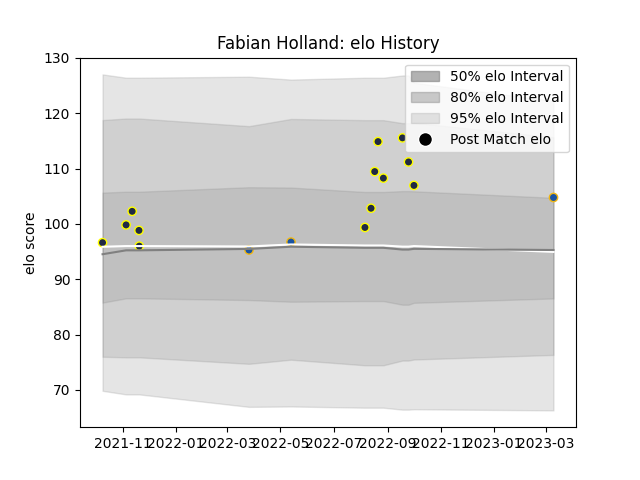 Fabian Holland: elo History
130
120
110
100
90
80
70
elo score
50% elo Interval
80% elo Interval
95% elo Interval
Post Match elo
2021-11
2022-01
2022-03
2022-05
2022-07
2022-09
2022-11
2023-01
2023-03